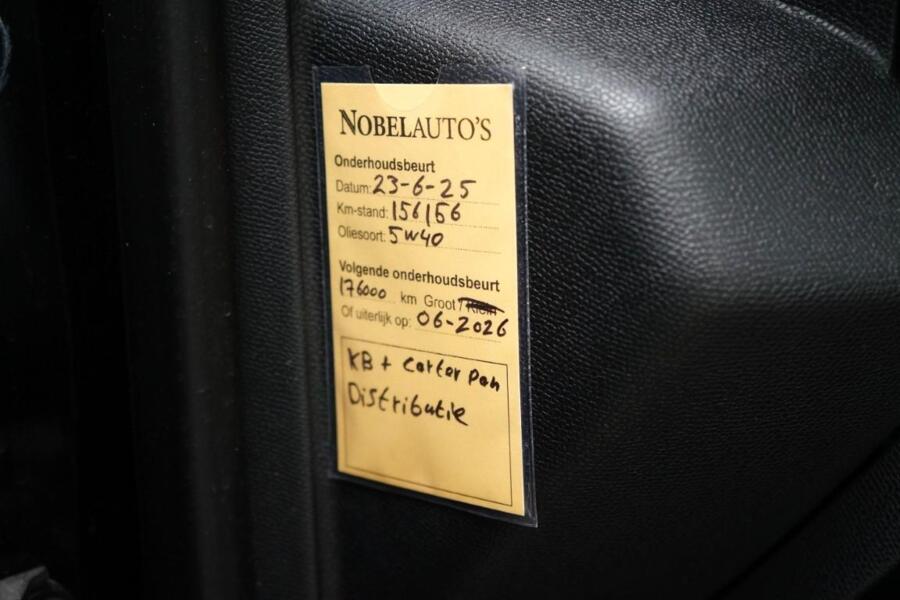 NOBELAUTO'S
Onderhoudsbeurt
Datum: 23-6-25
Km-stand: 156156
Oliesoort: 5W40
Volgende onderhoudsbeurt
176000 km Groot / Klein
Of uiterlijk op: 06-2026
KB + Carter pan
Distributie